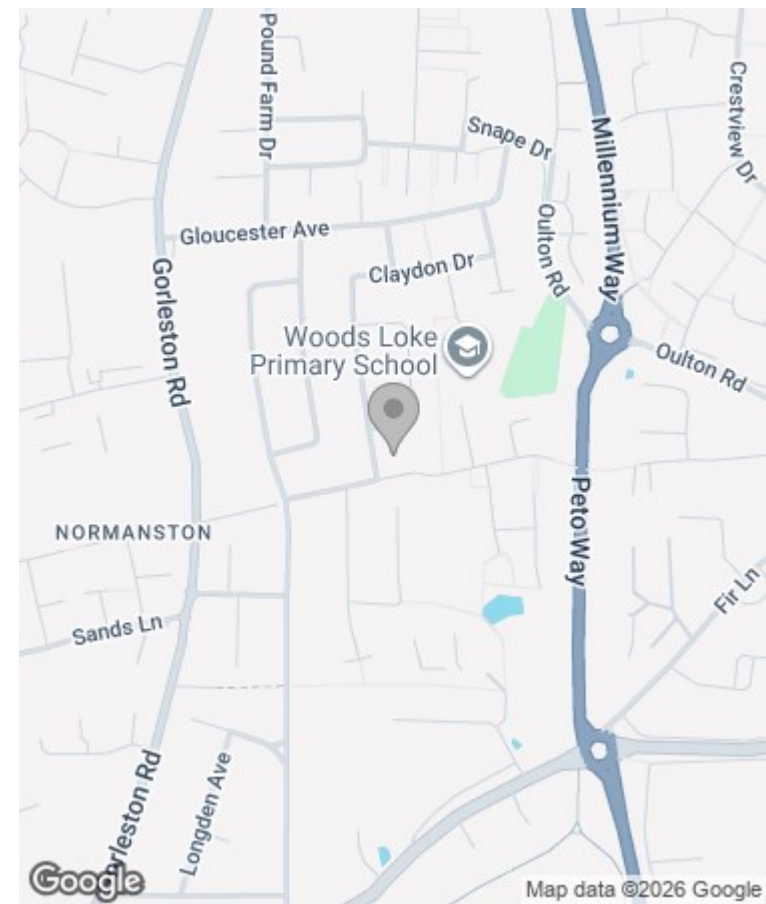 Pound Farm Dr
Snape Dr
Millennium Way
Crestview Dr
Gloucester Ave
Oulton Rd
Claydon Dr
Gorleston Rd
Woods Loke
Primary School
Oulton Rd
Peto Way
NORMANSTON
Fir Ln
Sands Ln
Longden Ave
orleston Rd
Google
Map data ©2026 Google